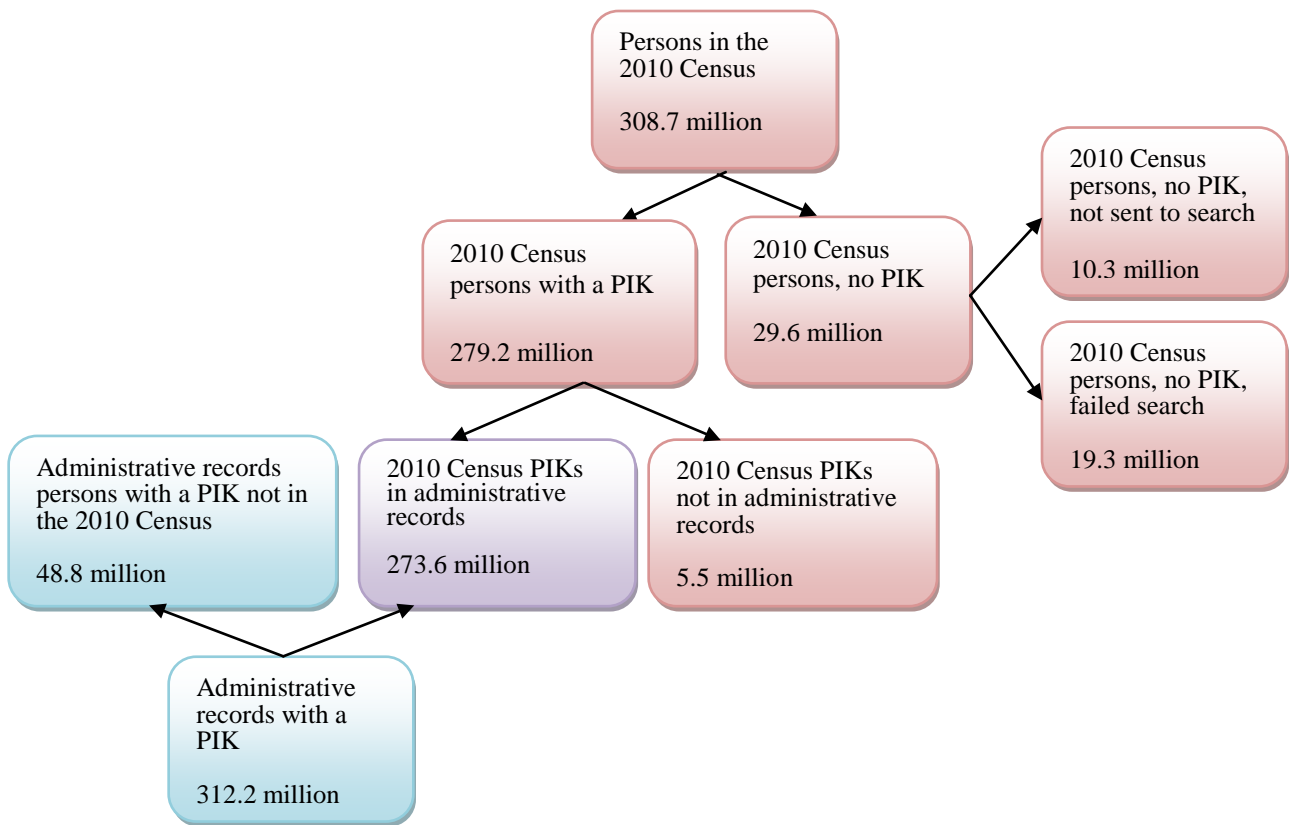 Persons in the
2010 Census
308.7 million
2010 Census
persons with a PIK
279.2 million
2010 Census
persons, no PIK
29.6 million
2010 Census
persons, no PIK,
not sent to search
10.3 million
2010 Census
persons, no PIK,
failed search
19.3 million
Administrative records
persons with a PIK not in
the 2010 Census
48.8 million
2010 Census PIKs
in administrative
records
273.6 million
2010 Census PIKs
not in administrative
records
5.5 million
Administrative
records with a
PIK
312.2 million